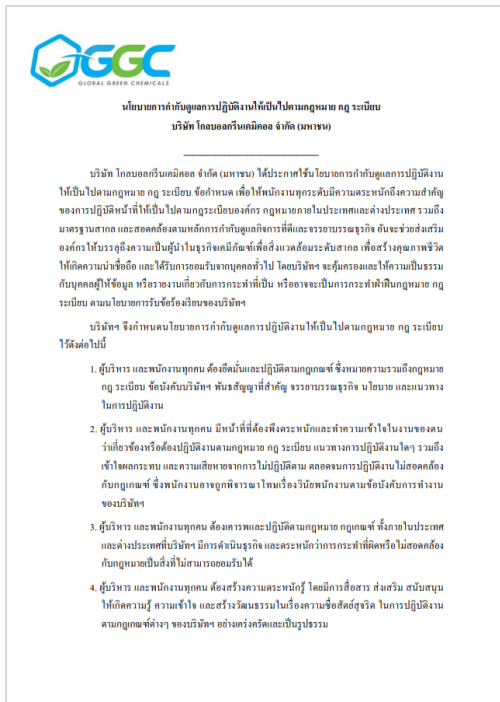 GGC
GLOBAL GREEN CHEMICALS
นโยบายการกำกับดูแลการปฏิบัติงานให้เป็นไปตามกฎหมาย กฎ ระเบียบ
บริษัท โกลบอลกรีนเคมิคอล จำกัด (มหาชน)
บริษัท โกลบอลกรีนเคมิคอล จำกัด (มหาชน) ได้ประกาศใช้นโยบายการกำกับดูแลการปฏิบัติงาน
ให้เป็นไปตามกฎหมาย กฎ ระเบียบ ข้อกำหนด เพื่อให้พนักงานทุกระดับมีความตระหนักถึงความสำคัญ
ของการปฏิบัติหน้าที่ให้เป็นไปตามกฎระเบียบองค์กร กฎหมายภายในประเทศและต่างประเทศ รวมถึง
มาตรฐานสากล และสอดคล้องตามหลักการกำกับดูแลกิจการที่ดีและจรรยาบรรณธุรกิจ อันจะช่วยส่งเสริม
องค์กรให้บรรลุถึงความเป็นผู้นำในธุรกิจเคมีภัณฑ์เพื่อสิ่งแวดล้อมระดับสากล เพื่อสร้างคุณภาพชีวิต
ให้เกิดความน่าเชื่อถือ และได้รับการยอมรับจากบุคคลทั่วไป โดยบริษัทฯ จะคุ้มครองและให้ความเป็นธรรม
กับบุคคลผู้ให้ข้อมูล หรือรายงานเกี่ยวกับการกระทำที่เป็น หรืออาจจะเป็นการกระทำฝ่าฝืนกฎหมาย กฎ
ระเบียบ ตามนโยบายการรับข้อร้องเรียนของบริษัทฯ
บริษัทฯ จึงกำหนดนโยบายการกำกับดูแลการปฏิบัติงานให้เป็นไปตามกฎหมาย กฎ ระเบียบ
ไว้ดังต่อไปนี้
1. ผู้บริหาร และพนักงานทุกคน ต้องยึดมั่นและปฏิบัติตามกฎเกณฑ์ ซึ่งหมายความรวมถึงกฎหมาย
กฎ ระเบียบ ข้อบังคับบริษัทฯ พันธสัญญาที่สำคัญ จรรยาบรรณธุรกิจ นโยบาย และแนวทาง
ในการปฏิบัติงาน
2. ผู้บริหาร และพนักงานทุกคน มีหน้าที่ที่ต้องพึงตระหนักและทำความเข้าใจในงานของตน
ว่าเกี่ยวข้องหรือต้องปฏิบัติงานตามกฎหมาย กฎ ระเบียบ แนวทางการปฏิบัติงานใดๆ รวมถึง
เข้าใจผลกระทบ และความเสียหายจากการไม่ปฏิบัติตาม ตลอดจนการปฏิบัติงานไม่สอดคล้อง
กับกฎเกณฑ์ ซึ่งพนักงานอาจถูกพิจารณาโทษเรื่องวินัยพนักงานตามข้อบังคับการทำงาน
ของบริษัทฯ
3. ผู้บริหาร และพนักงานทุกคน ต้องเคารพและปฏิบัติตามกฎหมาย กฎเกณฑ์ ทั้งภายในประเทศ
และต่างประเทศที่บริษัทฯ มีการดำเนินธุรกิจ และตระหนักว่าการกระทำที่ผิดหรือไม่สอดคล้อง
กับกฎหมายเป็นสิ่งที่ไม่สามารถยอมรับได้
4. ผู้บริหาร และพนักงานทุกคน ต้องสร้างความตระหนักรู้ โดยมีการสื่อสาร ส่งเสริม สนับสนุน
ให้เกิดความรู้ ความเข้าใจ และสร้างวัฒนธรรมในเรื่องความซื่อสัตย์สุจริต ในการปฏิบัติงาน
ตามกฎเกณฑ์ต่างๆ ของบริษัทฯ อย่างเคร่งครัดและเป็นรูปธรรม